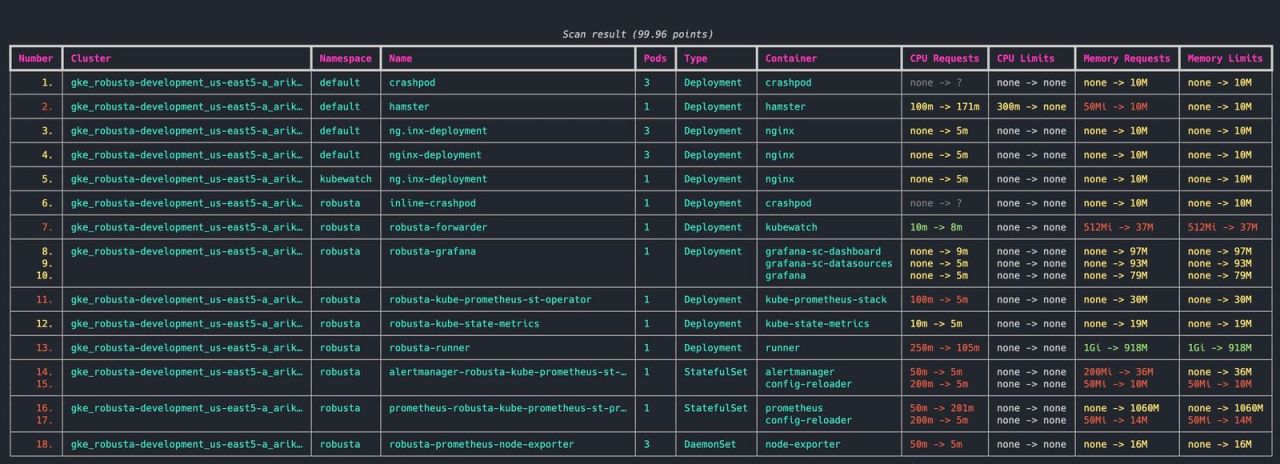 Scan result (99.96 points)
Number Cluster Namespace Name Pods Type Container CPU Requests CPU Limits Memory Requests Memory Limits
1. gke_robusta-development_us-east5-a_arik… default crashpod 3 Deployment crashpod none -> ? none -> none none -> 10M none -> 10M
2. gke_robusta-development_us-east5-a_arik… default hamster 1 Deployment hamster 100m -> 171m 300m -> none 50Mi -> 10M none -> 10M
3. gke_robusta-development_us-east5-a_arik… default ng.inx-deployment 3 Deployment nginx none -> 5m none -> none none -> 10M none -> 10M
4. gke_robusta-development_us-east5-a_arik… default nginx-deployment 3 Deployment nginx none -> 5m none -> none none -> 10M none -> 10M
5. gke_robusta-development_us-east5-a_arik… kubewatch ng.inx-deployment 1 Deployment nginx none -> 5m none -> none none -> 10M none -> 10M
6. gke_robusta-development_us-east5-a_arik… robusta inline-crashpod 1 Deployment crashpod none -> ? none -> none none -> 10M none -> 10M
7. gke_robusta-development_us-east5-a_arik… robusta robusta-forwarder 1 Deployment kubewatch 10m -> 8m none -> none 512Mi -> 37M 512Mi -> 37M
8. gke_robusta-development_us-east5-a_arik… robusta robusta-grafana 1 Deployment grafana-sc-dashboard none -> 9m none -> none none -> 97M none -> 97M
9. grafana-sc-datasources none -> 5m none -> none none -> 93M none -> 93M
10. grafana none -> 5m none -> none none -> 79M none -> 79M
11. gke_robusta-development_us-east5-a_arik… robusta robusta-kube-prometheus-st-operator 1 Deployment kube-prometheus-stack 100m -> 5m none -> none none -> 30M none -> 30M
12. gke_robusta-development_us-east5-a_arik… robusta robusta-kube-state-metrics 1 Deployment kube-state-metrics 10m -> 5m none -> none none -> 19M none -> 19M
13. gke_robusta-development_us-east5-a_arik… robusta robusta-runner 1 Deployment runner 250m -> 105m none -> none 1Gi -> 918M 1Gi -> 918M
14. gke_robusta-development_us-east5-a_arik… robusta alertmanager-robusta-kube-prometheus-st-… 1 StatefulSet alertmanager 50m -> 5m none -> none 200Mi -> 36M none -> 36M
15. config-reloader 200m -> 5m none -> none 50Mi -> 10M 50Mi -> 10M
16. gke_robusta-development_us-east5-a_arik… robusta prometheus-robusta-kube-prometheus-st-pr… 1 StatefulSet prometheus 50m -> 201m none -> none none -> 1060M none -> 1060M
17. config-reloader 200m -> 5m none -> none 50Mi -> 14M 50Mi -> 14M
18. gke_robusta-development_us-east5-a_arik… robusta robusta-prometheus-node-exporter 3 DaemonSet node-exporter 50m -> 5m none -> none none -> 16M none -> 16M